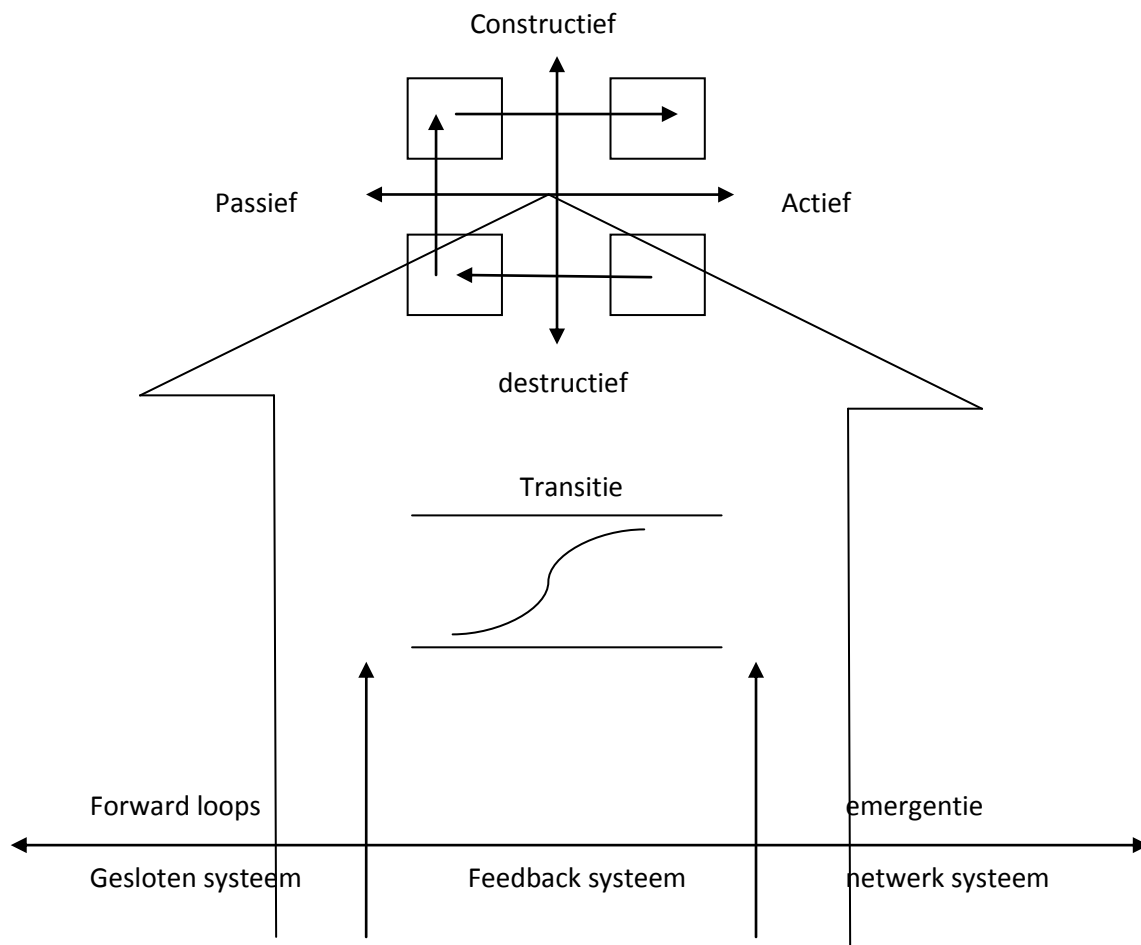 Constructief
Passief
Actief
destructief
Transitie
Forward loops
emergentie
Gesloten systeem
Feedback systeem
netwerk systeem